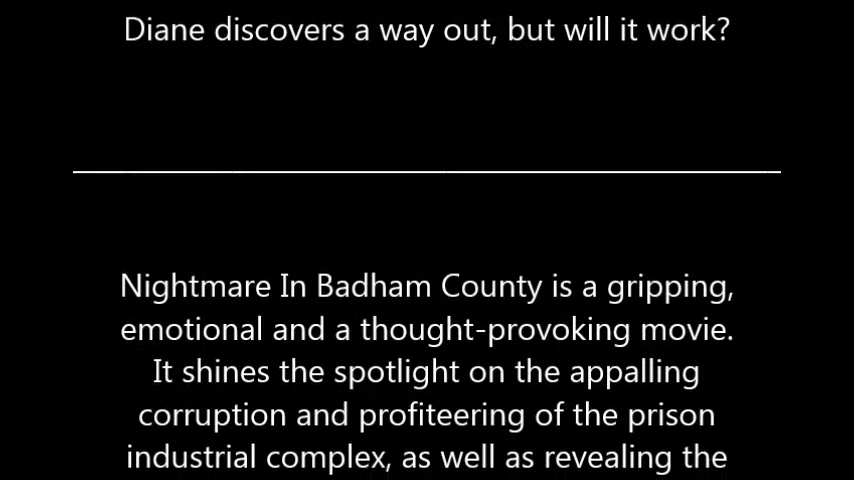 Diane discovers a way out, but will it work?
Nightmare In Badham County is a gripping,
emotional and a thought-provoking movie.
It shines the spotlight on the appalling
corruption and profiteering of the prison
industrial complex, as well as revealing the